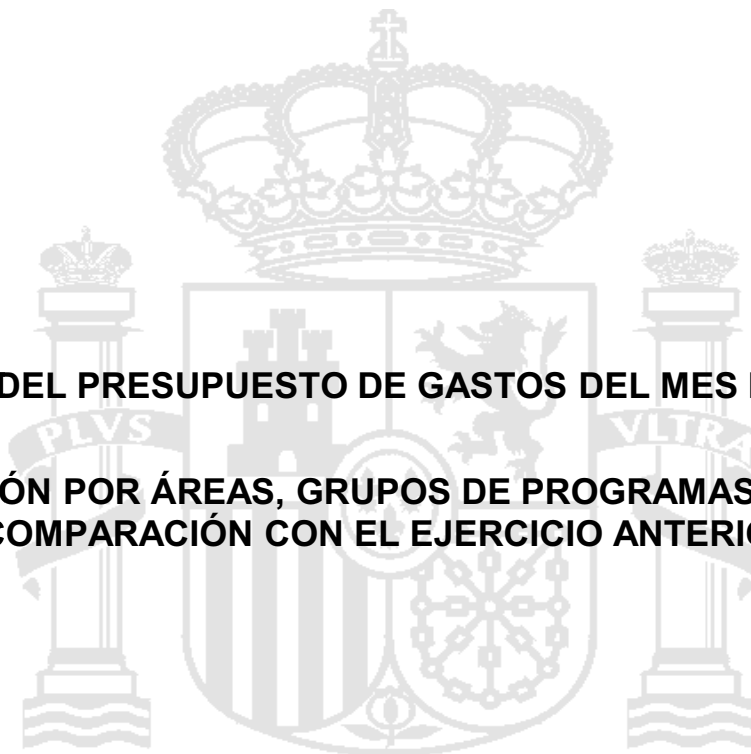 DEL PRESUPUESTO DE GASTOS DEL MES
PLVS
VLTRA
ÓN POR ÁREAS, GRUPOS DE PROGRAMAS
COMPARACIÓN CON EL EJERCICIO ANTERI